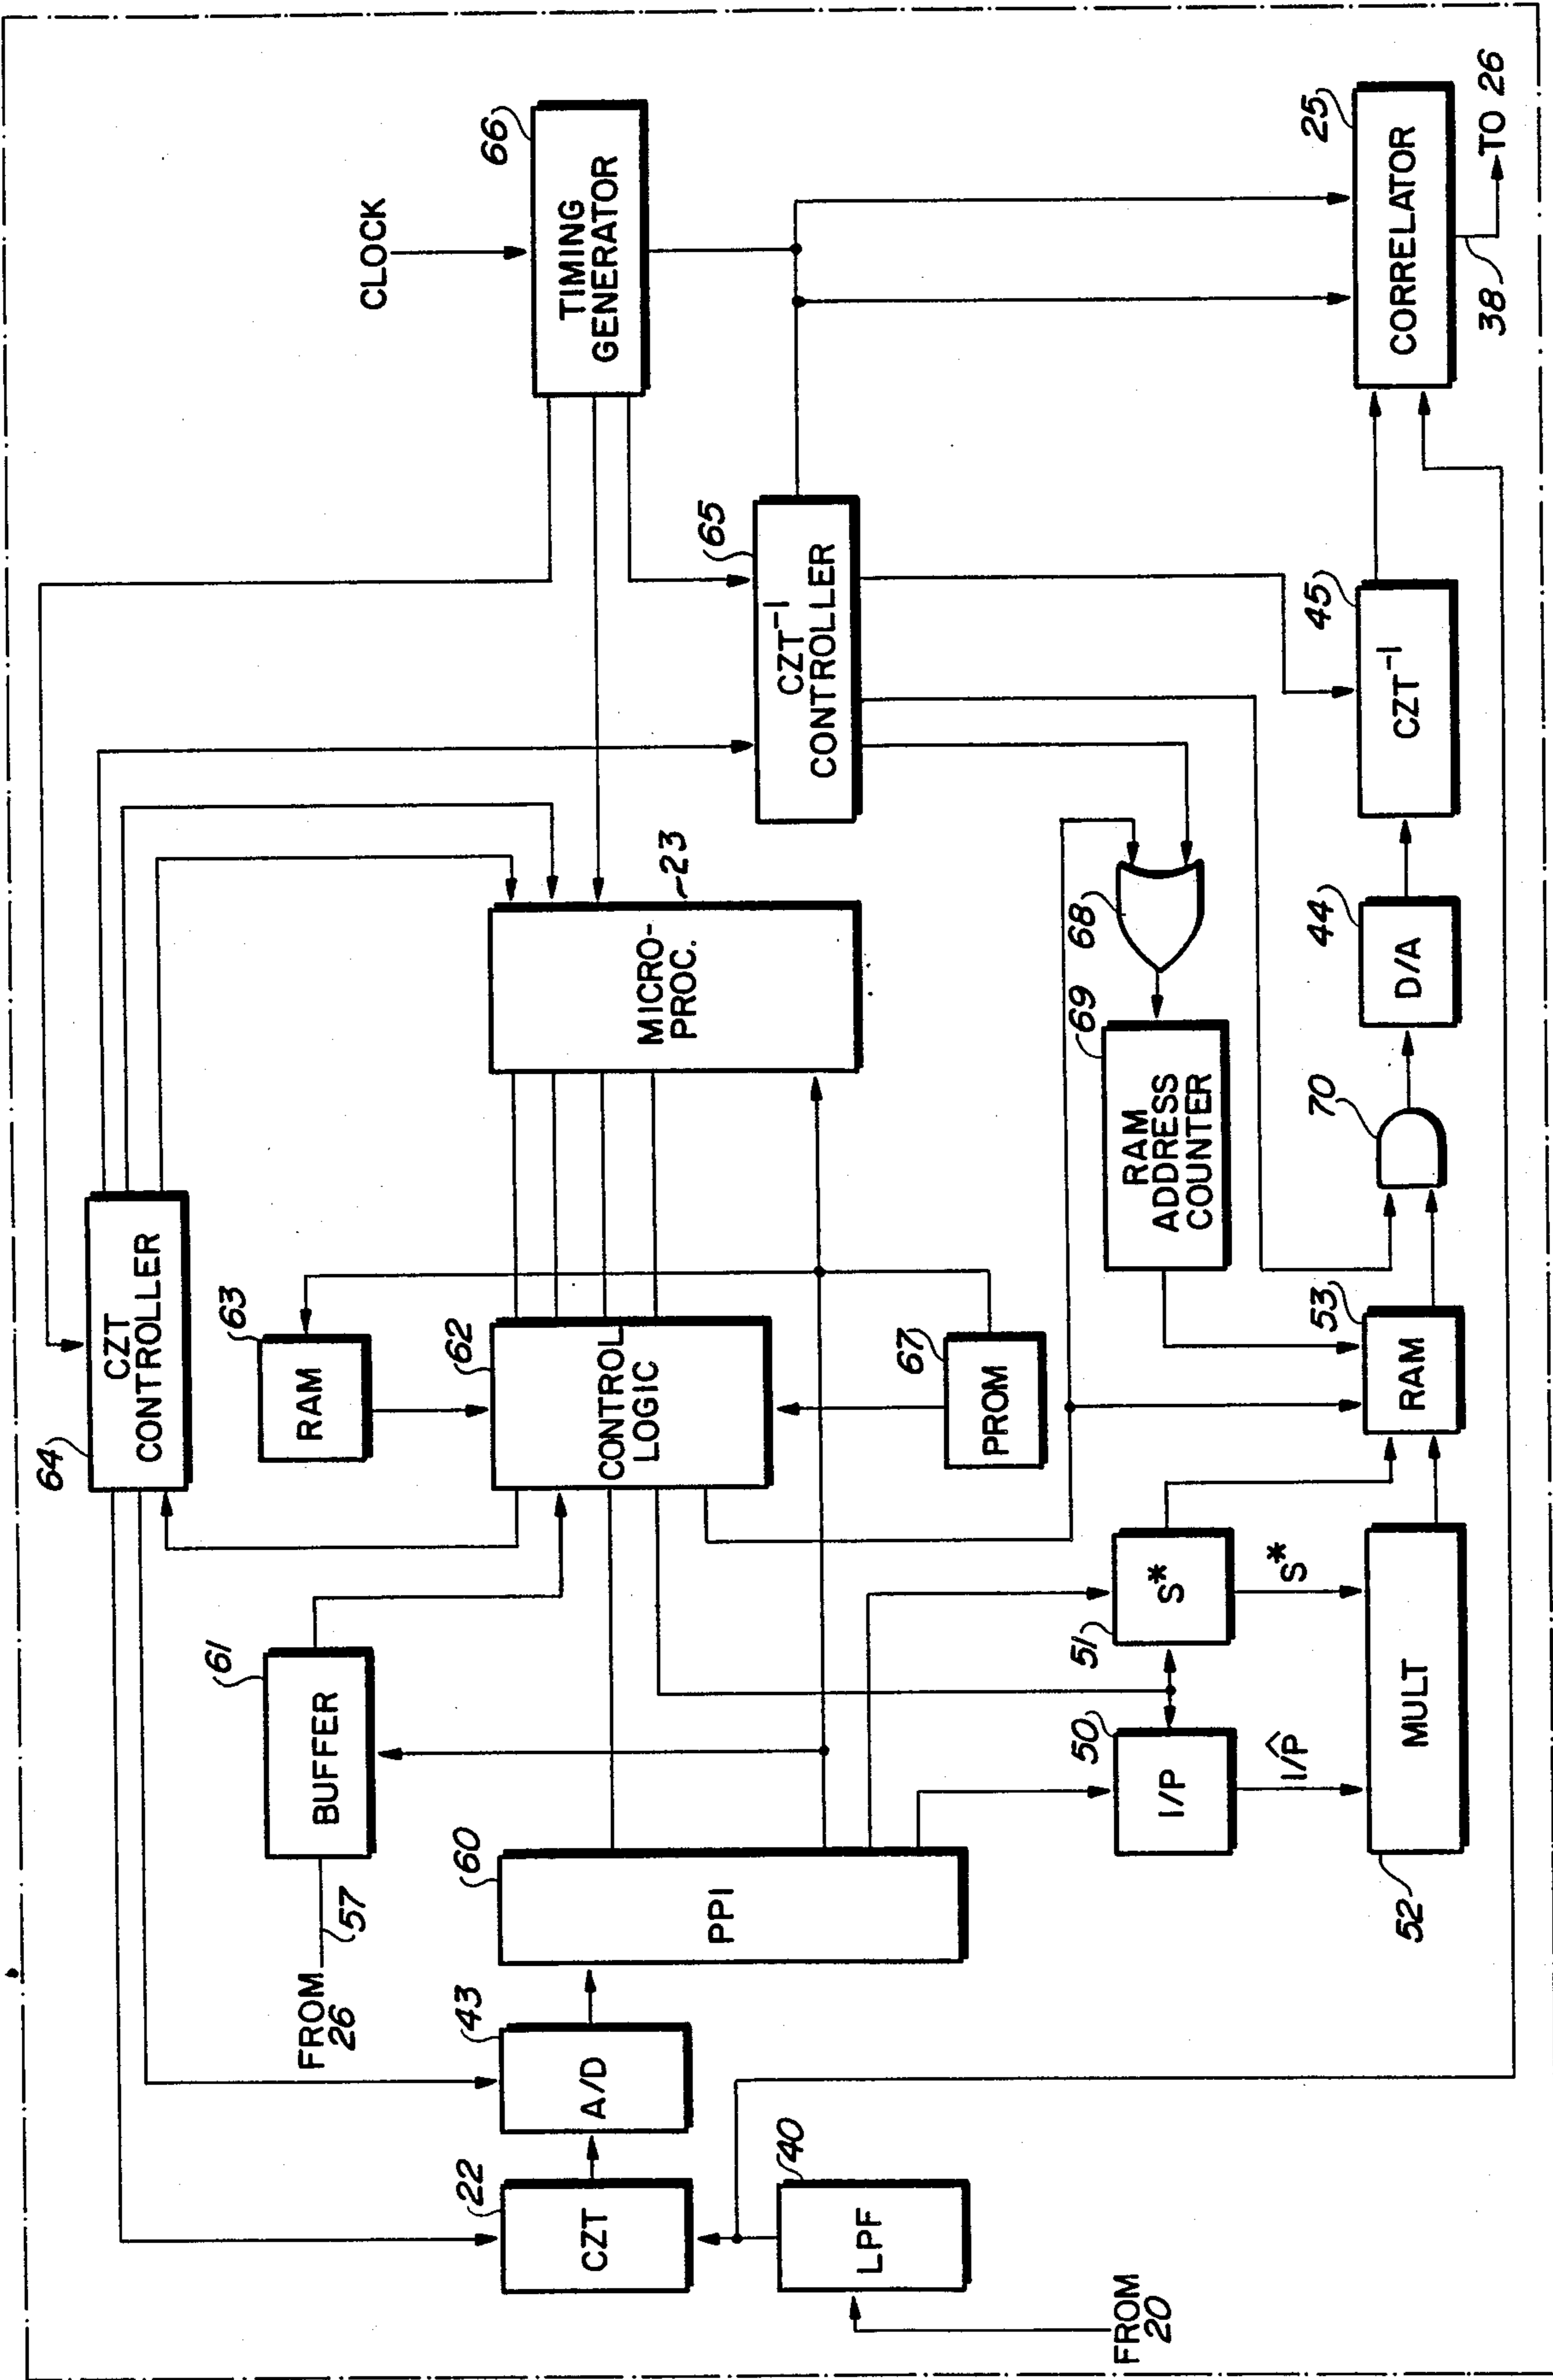 64
CZT
CONTROLLER
FROM
26
57
61
BUFFER
63
RAM
CLOCK
66
TIMING
GENERATOR
22
CZT
43
A/D
60
PPI
62
CONTROL
LOGIC
MICRO-
PROC.
23
65
CZT⁻¹
CONTROLLER
FROM
20
40
LPF
67
PROM
50
I/P
51
S*
69
RAM
ADDRESS
COUNTER
68
Î/P
S*
52
MULT
53
RAM
70
44
D/A
45
CZT⁻¹
25
CORRELATOR
38
TO 26